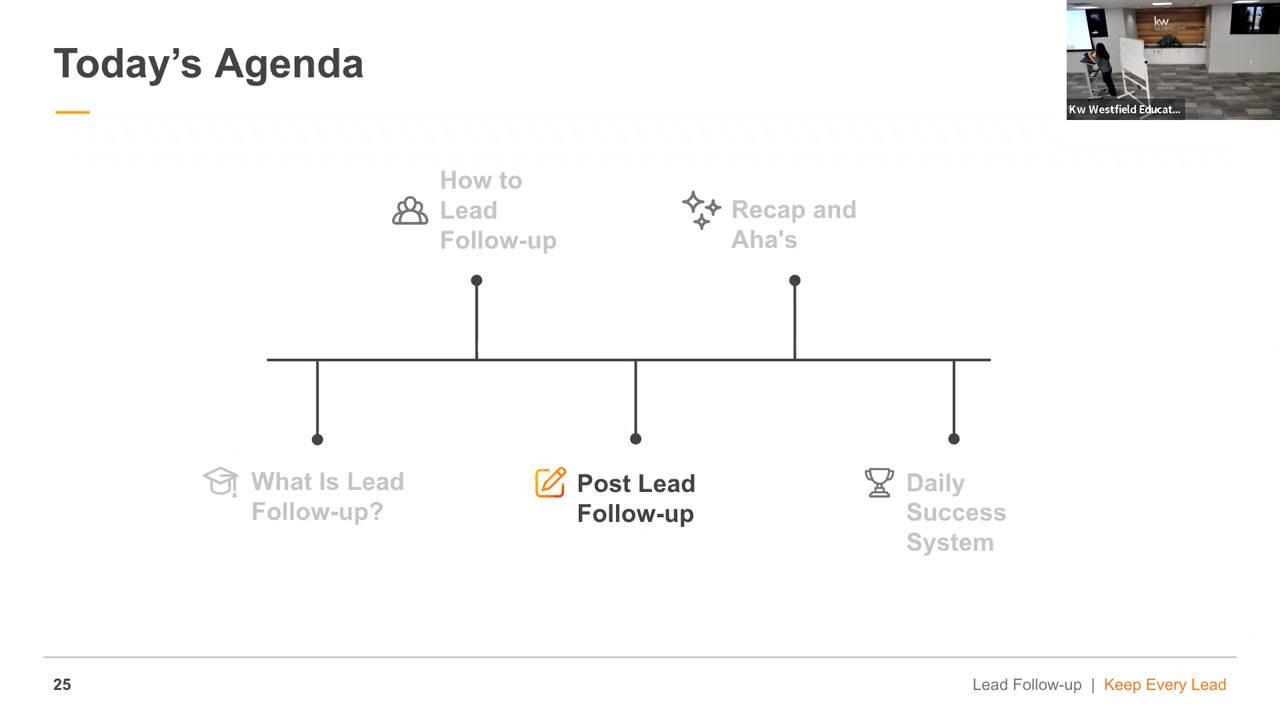 Today’s Agenda
kw
Kw Westfield Educat...
How to
Lead
Follow-up
Recap and
Aha's
What Is Lead
Follow-up?
Post Lead
Follow-up
Daily
Success
System
25
Lead Follow-up | Keep Every Lead